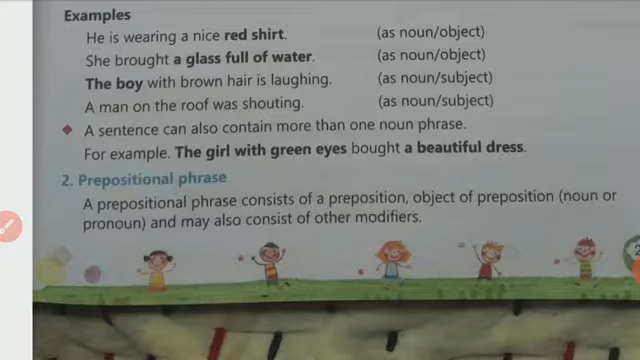 Examples
He is wearing a nice red shirt. (as noun/object)
She brought a glass full of water. (as noun/object)
The boy with brown hair is laughing. (as noun/subject)
A man on the roof was shouting. (as noun/subject)
A sentence can also contain more than one noun phrase.
For example. The girl with green eyes bought a beautiful dress.
2. Prepositional phrase
A prepositional phrase consists of a preposition, object of preposition (noun or
pronoun) and may also consist of other modifiers.